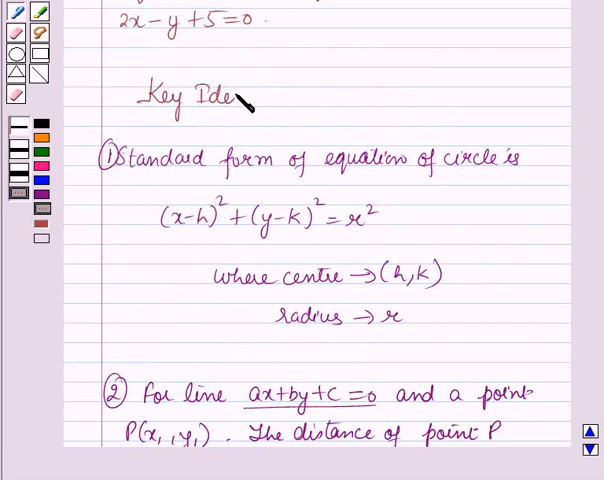 2x-y+5=0.
Key Ide
① Standard form of equation of circle is
(x-h)²+(y-k)²=r²
where centre → (h,k)
radius → r
② For line ax+by+c=0 and a point
P(x₁,y₁). The distance of point P